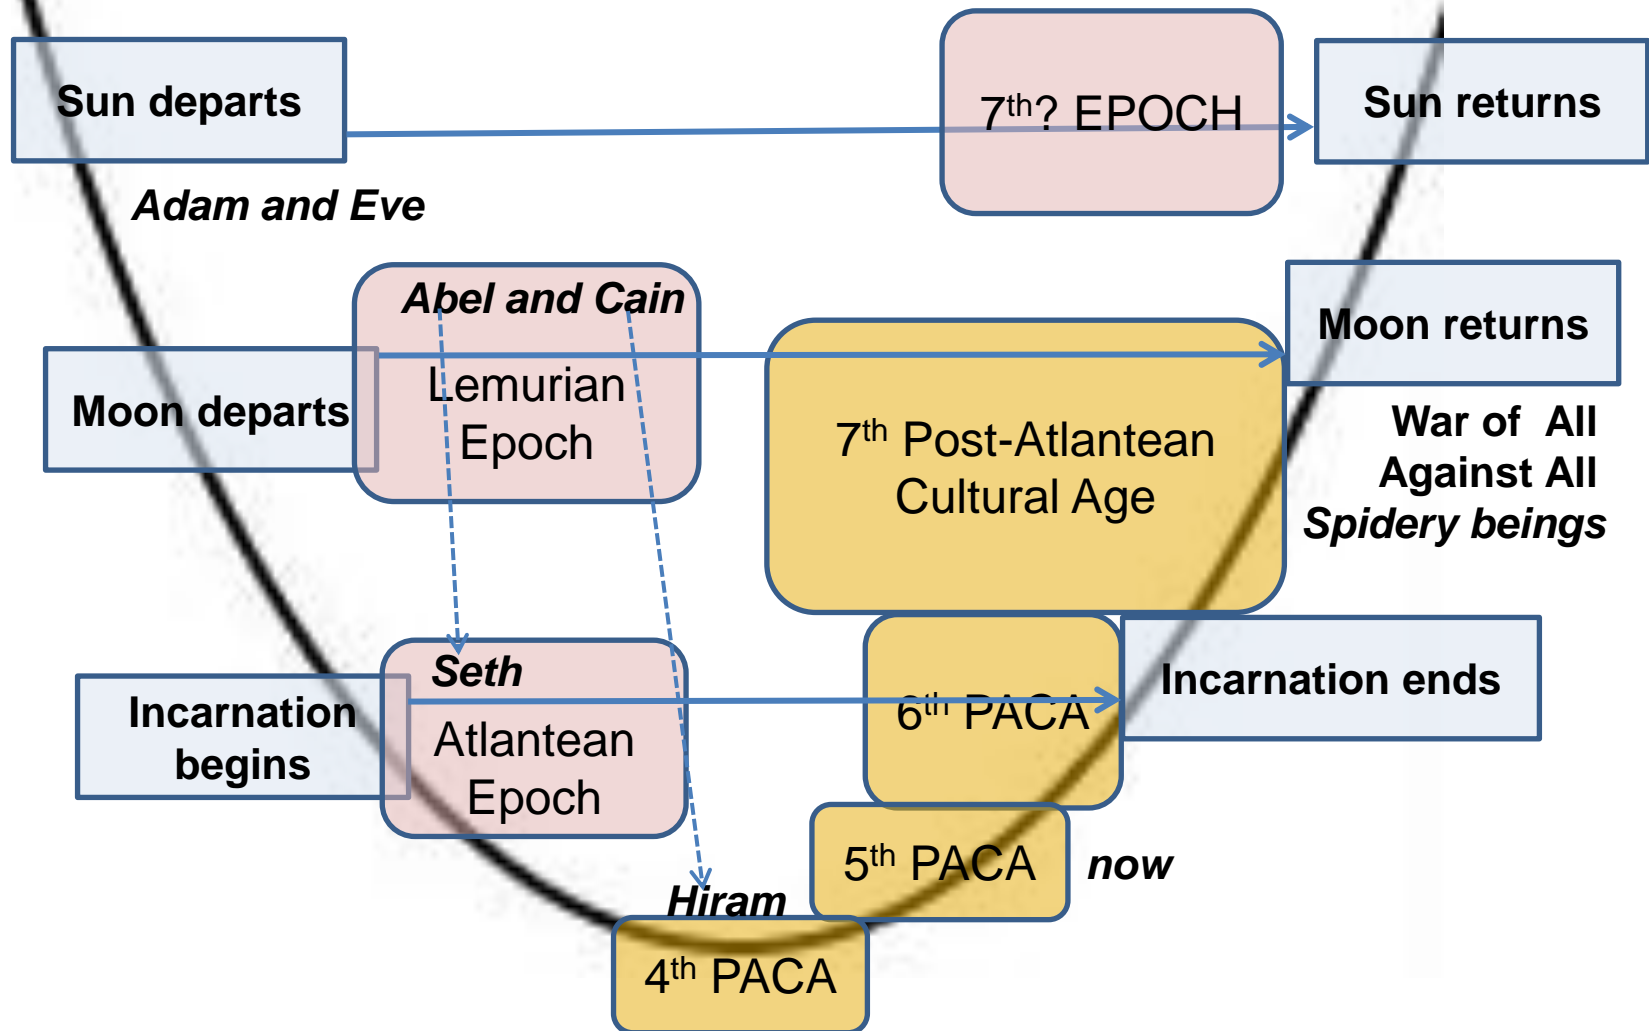 Sun departs
7th? EPOCH
Sun returns
Adam and Eve
Abel and Cain
Lemurian
Epoch
Moon departs
7th Post-Atlantean
Cultural Age
Moon returns
War of All
Against All
Spidery beings
Seth
Atlantean
Epoch
Incarnation
begins
6th PACA
Incarnation ends
5th PACA
now
Hiram
4th PACA